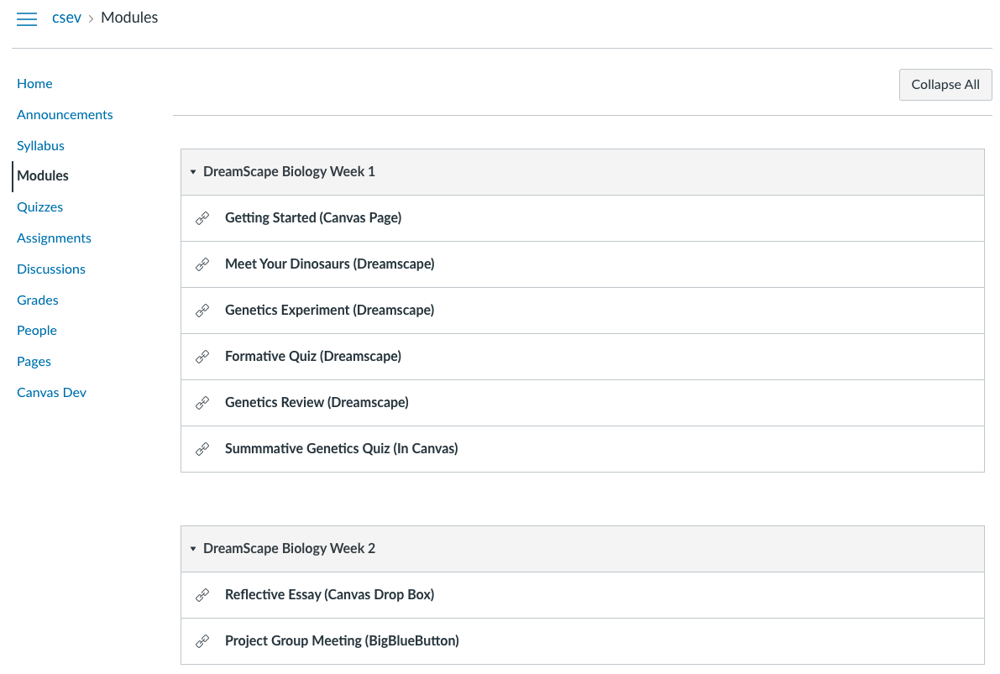 csev > Modules
Collapse All
Home
Announcements
Syllabus
Modules
Quizzes
Assignments
Discussions
Grades
People
Pages
Canvas Dev
DreamScape Biology Week 1
Getting Started (Canvas Page)
Meet Your Dinosaurs (Dreamscape)
Genetics Experiment (Dreamscape)
Formative Quiz (Dreamscape)
Genetics Review (Dreamscape)
Summmative Genetics Quiz (In Canvas)
DreamScape Biology Week 2
Reflective Essay (Canvas Drop Box)
Project Group Meeting (BigBlueButton)